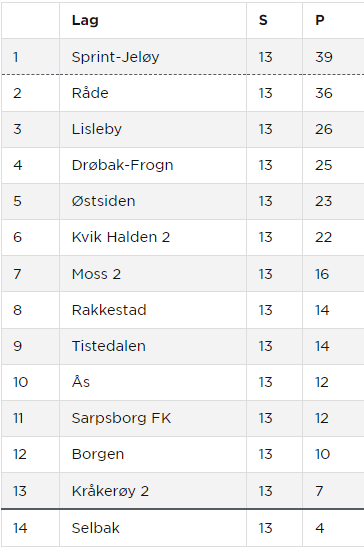 Lag S P
1 Sprint-Jeløy 13 39
2 Råde 13 36
3 Lisleby 13 26
4 Drøbak-Frogn 13 25
5 Østsiden 13 23
6 Kvik Halden 2 13 22
7 Moss 2 13 16
8 Rakkestad 13 14
9 Tistedalen 13 14
10 Ås 13 12
11 Sarpsborg FK 13 12
12 Borgen 13 10
13 Kråkerøy 2 13 7
14 Selbak 13 4